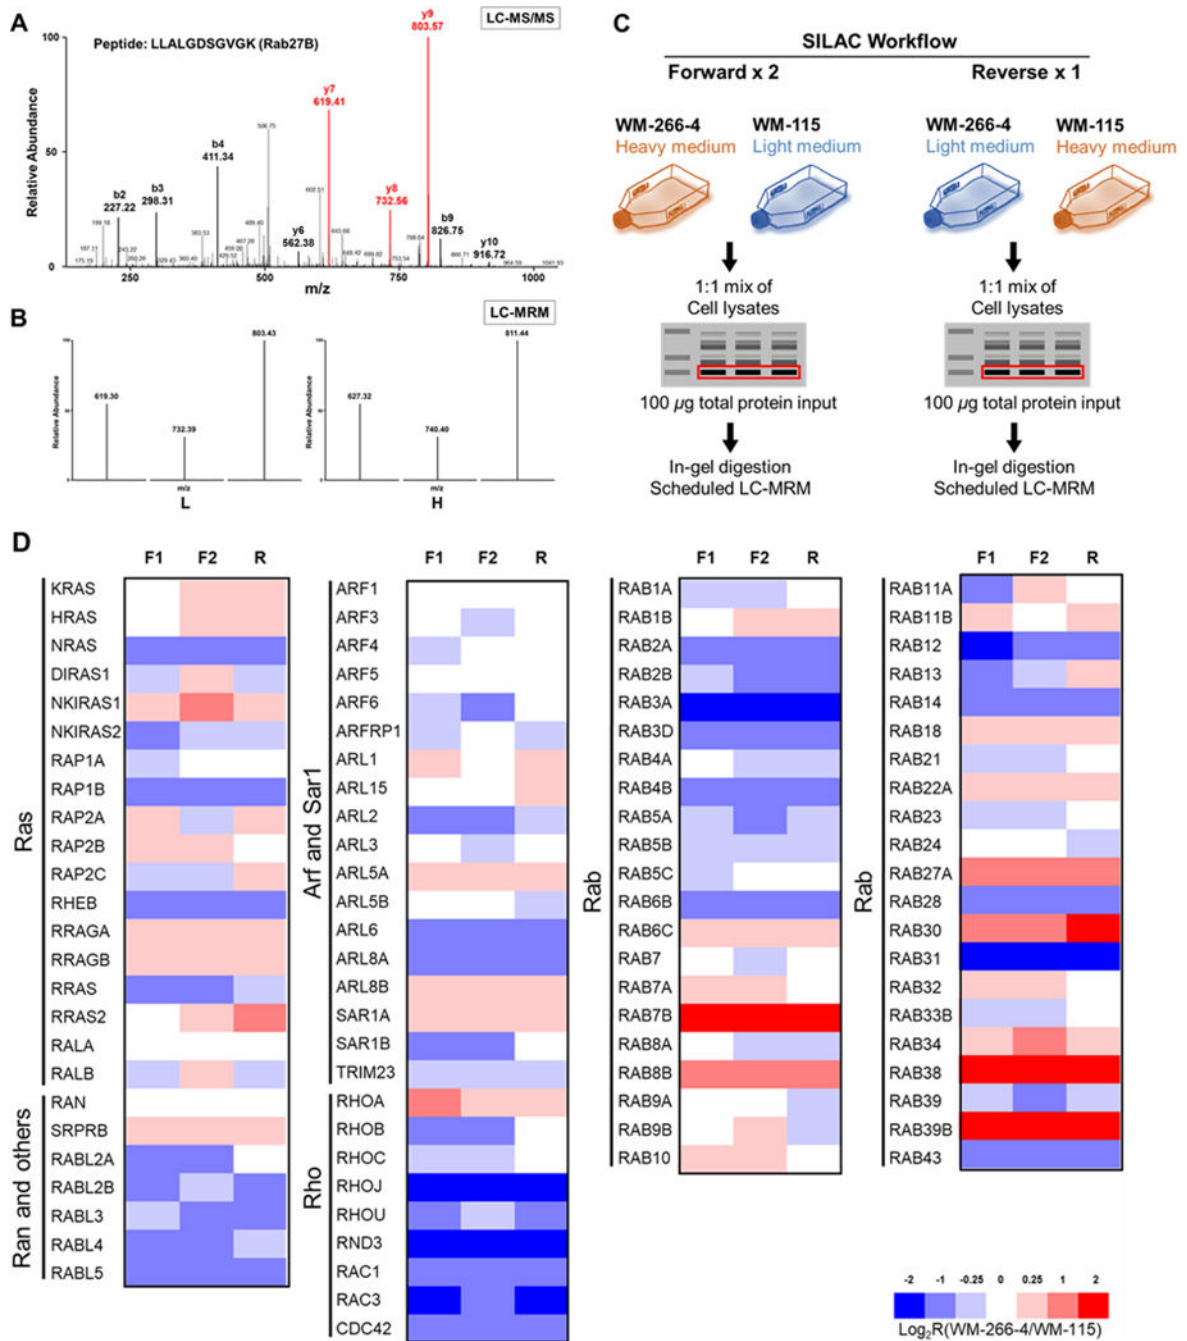 A
LC-MS/MS
Peptide: LLALGDSGVGK (Rab27B)
Relative Abundance
100
50
0
y9
803.57
y7
619.41
b4
411.34
b3
298.31
b2
227.22
y8
732.56
y6
562.38
b9
826.75
y10
916.72
250
500
750
1000
m/z
B
LC-MRM
Relative Abundance
100
0
619.30
732.39
803.43
m/z
L
Relative Abundance
100
0
627.32
740.40
811.44
m/z
H
C
SILAC Workflow
Forward x 2
Reverse x 1
WM-266-4
Heavy medium
WM-115
Light medium
WM-266-4
Light medium
WM-115
Heavy medium
1:1 mix of
Cell lysates
100 µg total protein input
In-gel digestion
Scheduled LC-MRM
1:1 mix of
Cell lysates
100 µg total protein input
In-gel digestion
Scheduled LC-MRM
D
F1 F2 R
Ras
KRAS
HRAS
NRAS
DIRAS1
NKIRAS1
NKIRAS2
RAP1A
RAP1B
RAP2A
RAP2B
RAP2C
RHEB
RRAGA
RRAGB
RRAS
RRAS2
RALA
RALB
Ran and others
RAN
SRPRB
RABL2A
RABL2B
RABL3
RABL4
RABL5
F1 F2 R
Arf and Sar1
ARF1
ARF3
ARF4
ARF5
ARF6
ARFRP1
ARL1
ARL15
ARL2
ARL3
ARL5A
ARL5B
ARL6
ARL8A
ARL8B
SAR1A
SAR1B
TRIM23
Rho
RHOA
RHOB
RHOC
RHOJ
RHOU
RND3
RAC1
RAC3
CDC42
F1 F2 R
Rab
RAB1A
RAB1B
RAB2A
RAB2B
RAB3A
RAB3D
RAB4A
RAB4B
RAB5A
RAB5B
RAB5C
RAB6B
RAB6C
RAB7
RAB7A
RAB7B
RAB8A
RAB8B
RAB9A
RAB9B
RAB10
F1 F2 R
Rab
RAB11A
RAB11B
RAB12
RAB13
RAB14
RAB18
RAB21
RAB22A
RAB23
RAB24
RAB27A
RAB28
RAB30
RAB31
RAB32
RAB33B
RAB34
RAB38
RAB39
RAB39B
RAB43
-2 -1 -0.25 0 0.25 1 2
Log2R(WM-266-4/WM-115)